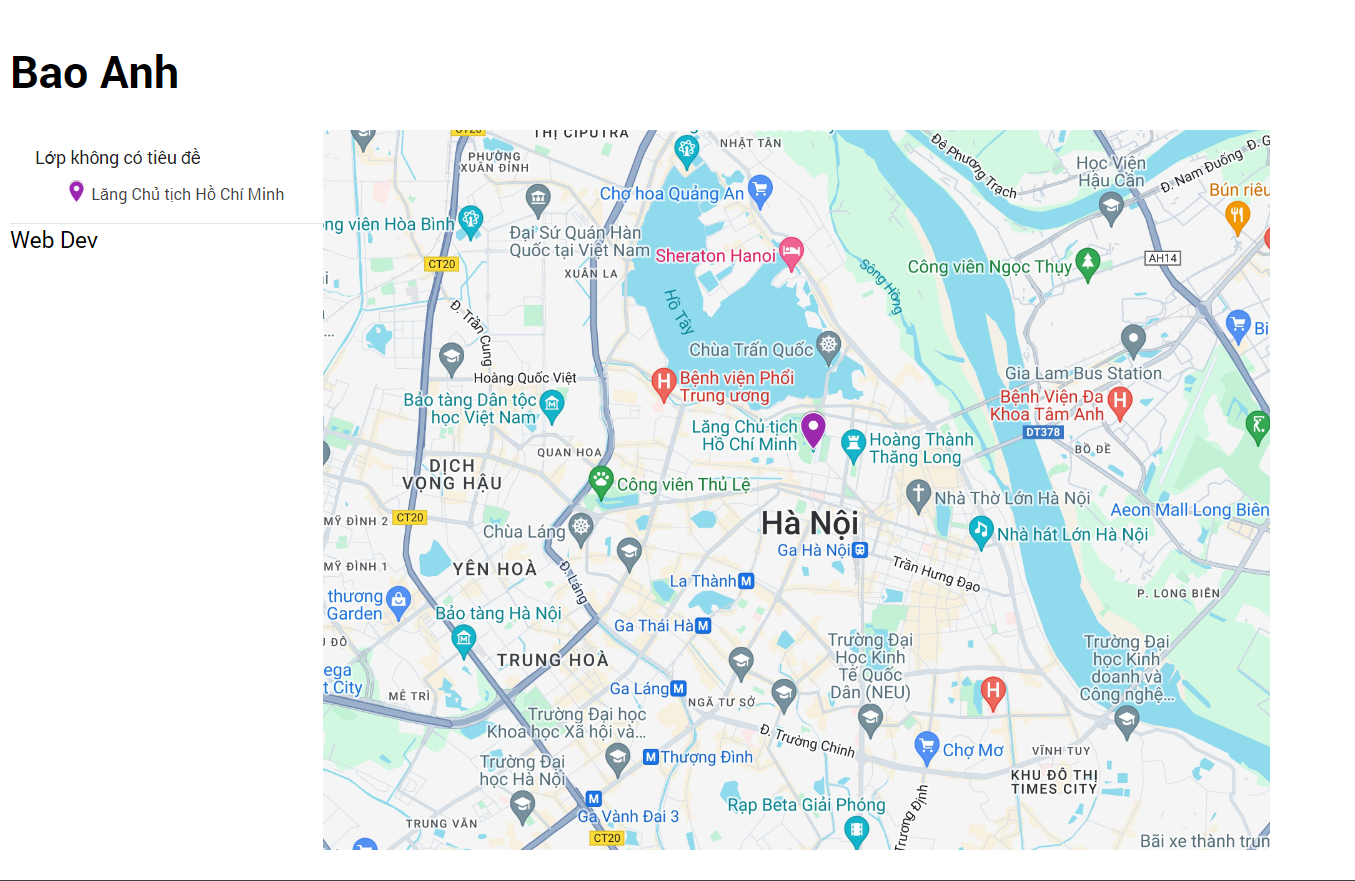 Bao Anh
Lớp không có tiêu đề
Lăng Chủ tịch Hồ Chí Minh
Web Dev
CT20
THỊ CIPUTRA
NHẬT TÂN
PHƯỜNG
XUÂN ĐỈNH
Chợ hoa Quảng An
Đê Phương Trạch
Học Viện
Hậu Cần
Đ. Nam Đuống
Đ. G
Bún riêu
ng viên Hòa Bình
Đại Sứ Quán Hàn
Quốc tại Việt Nam
XUÂN LA
Sheraton Hanoi
CT20
Sông Hồng
Công viên Ngọc Thụy
AH14
Hồ Tây
Đ. Trần Cung
Chùa Trấn Quốc
Bi
Gia Lam Bus Station
Hoàng Quốc Việt
Bệnh viện Phổi
Trung ương
Bảo tàng Dân tộc
học Việt Nam
Bệnh Viện Đa
Khoa Tâm Anh
DT378
Lăng Chủ tịch
Hồ Chí Minh
Hoàng Thành
Thăng Long
BỒ ĐỀ
QUAN HOA
DỊCH
VỌNG HẬU
Công viên Thủ Lệ
Nhà Thờ Lớn Hà Nội
Aeon Mall Long Biên
MỸ ĐÌNH 2
CT20
Chùa Láng
Hà Nội
Ga Hà Nội
Nhà hát Lớn Hà Nội
MỸ ĐÌNH 1
YÊN HOÀ
Đ. Láng
La Thành
Trần Hưng Đạo
P. LONG BIÊN
thương
Garden
Bảo tàng Hà Nội
Ga Thái Hà
Trường Đại
Học Kinh
Tế Quốc
Dân (NEU)
Trường Đại
học Kinh
doanh và
Công nghệ...
TRUNG HOÀ
ega
t City
MỄ TRÌ
Ga Láng
NGÃ TƯ SỞ
Trường Đại học
Khoa học Xã hội và...
Đ. Trường Chinh
Chợ Mơ
VĨNH TUY
Thượng Đình
Trường Đại
học Hà Nội
KHU ĐÔ THỊ
TIMES CITY
Ga Vành Đai 3
Rạp Beta Giải Phóng
Trương Định
TRUNG VĂN
CT20
Bãi xe thành trun